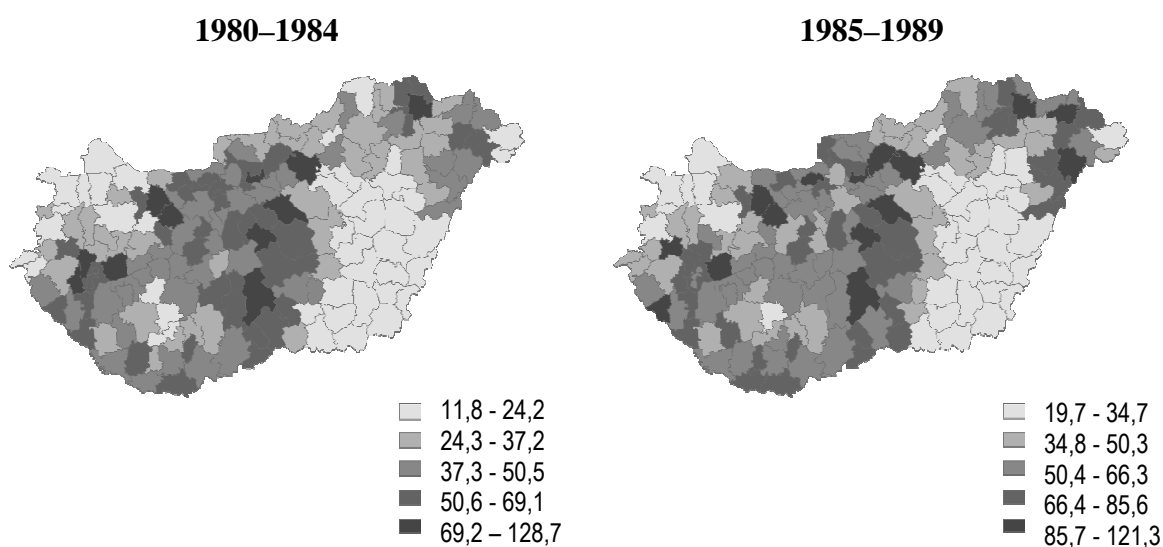 1980–1984
1985–1989
11,8 - 24,2
24,3 - 37,2
37,3 - 50,5
50,6 - 69,1
69,2 – 128,7
19,7 - 34,7
34,8 - 50,3
50,4 - 66,3
66,4 - 85,6
85,7 - 121,3